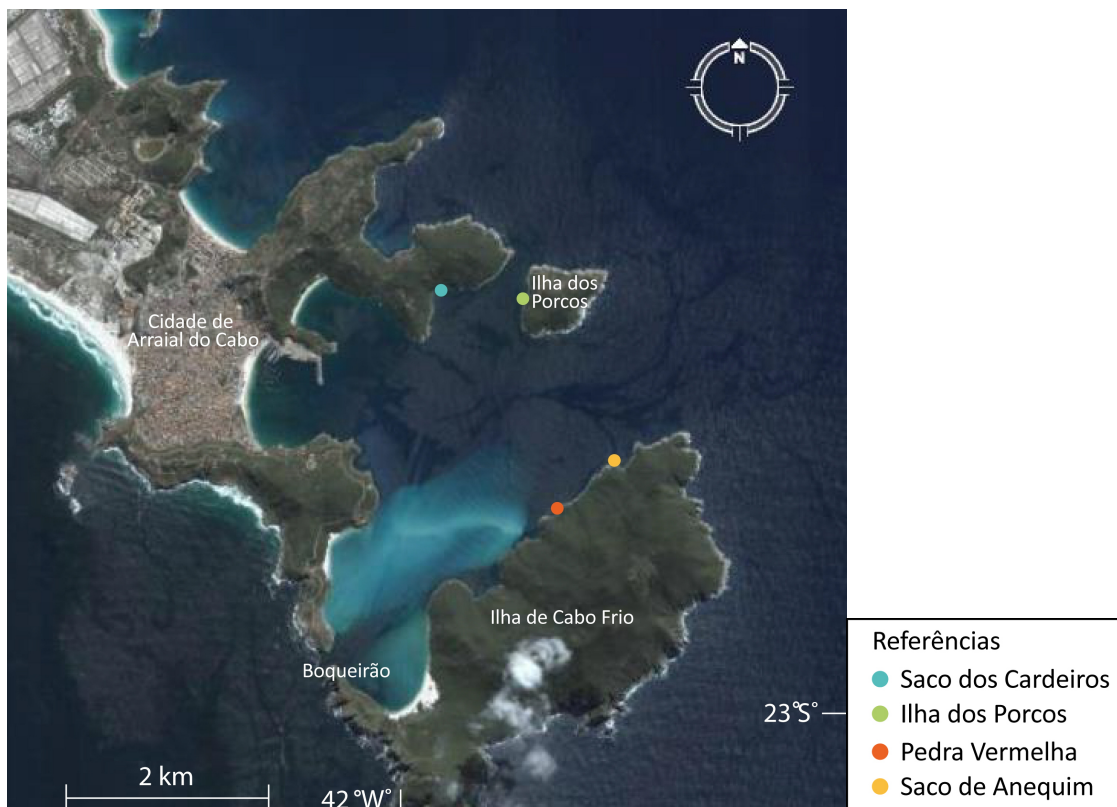 N
Ilha dos
Porcos
Cidade de
Arraial do Cabo
Ilha de Cabo Frio
Boqueirão
23°S°
2 km
42 °W°
Referências
Saco dos Cardeiros
Ilha dos Porcos
Pedra Vermelha
Saco de Anequim